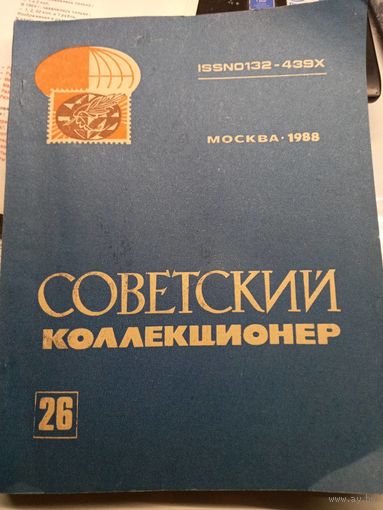 ISSN0132-439X
МОСКВА·1988
СОВЕТСКИЙ
КОЛЛЕКЦИОНЕР
26